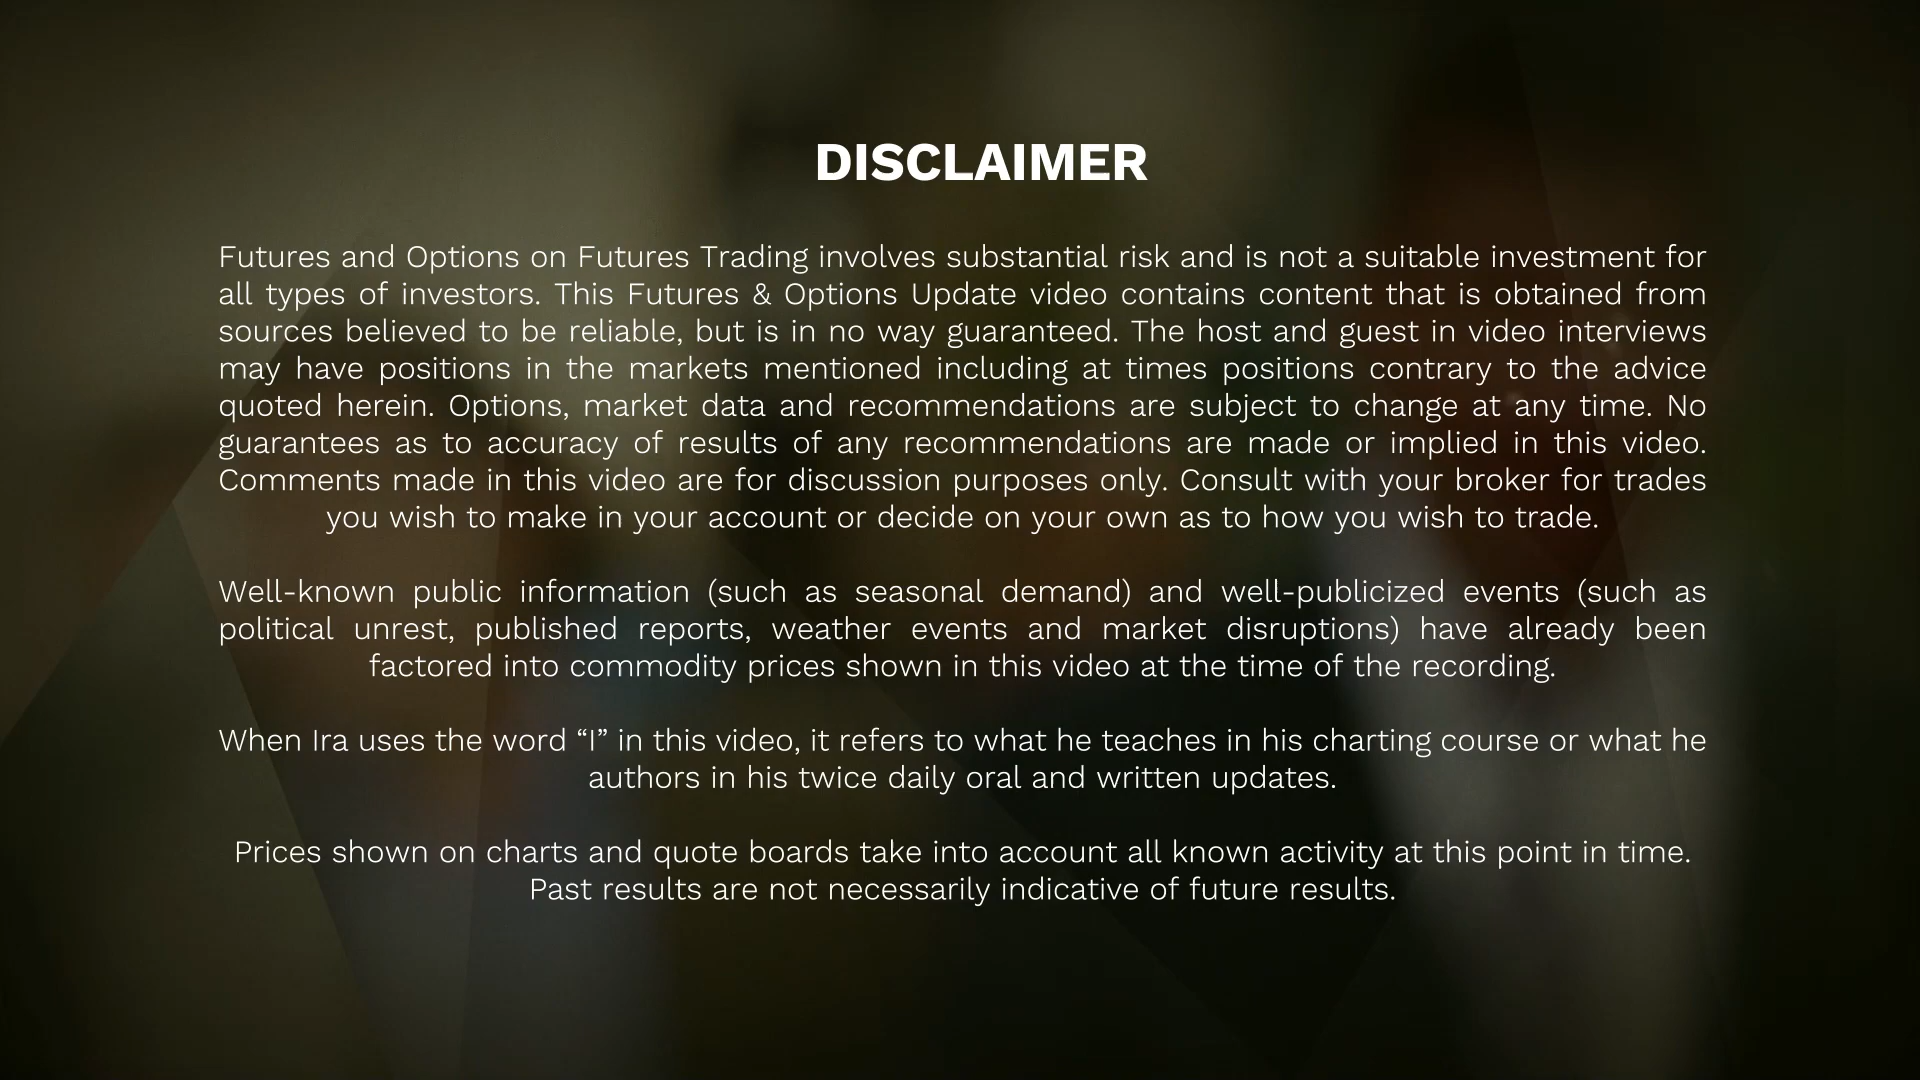 DISCLAIMER
Futures and Options on Futures Trading involves substantial risk and is not a suitable investment for
all types of investors. This Futures & Options Update video contains content that is obtained from
sources believed to be reliable, but is in no way guaranteed. The host and guest in video interviews
may have positions in the markets mentioned including at times positions contrary to the advice
quoted herein. Options, market data and recommendations are subject to change at any time. No
guarantees as to accuracy of results of any recommendations are made or implied in this video.
Comments made in this video are for discussion purposes only. Consult with your broker for trades
you wish to make in your account or decide on your own as to how you wish to trade.
Well-known public information (such as seasonal demand) and well-publicized events (such as
political unrest, published reports, weather events and market disruptions) have already been
factored into commodity prices shown in this video at the time of the recording.
When Ira uses the word “I” in this video, it refers to what he teaches in his charting course or what he
authors in his twice daily oral and written updates.
Prices shown on charts and quote boards take into account all known activity at this point in time.
Past results are not necessarily indicative of future results.